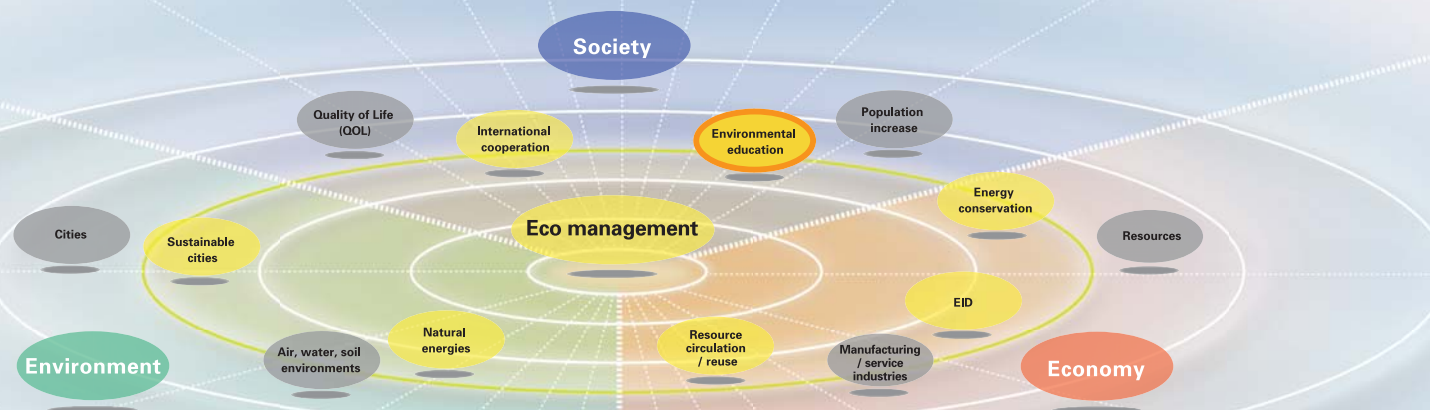 Society
Quality of Life
(QOL)
International
cooperation
Environmental
education
Population
increase
Energy
conservation
Eco management
Cities
Sustainable
cities
Resources
EID
Natural
energies
Resource
circulation
/ reuse
Air, water, soil
environments
Manufacturing
/ service
industries
Environment
Economy